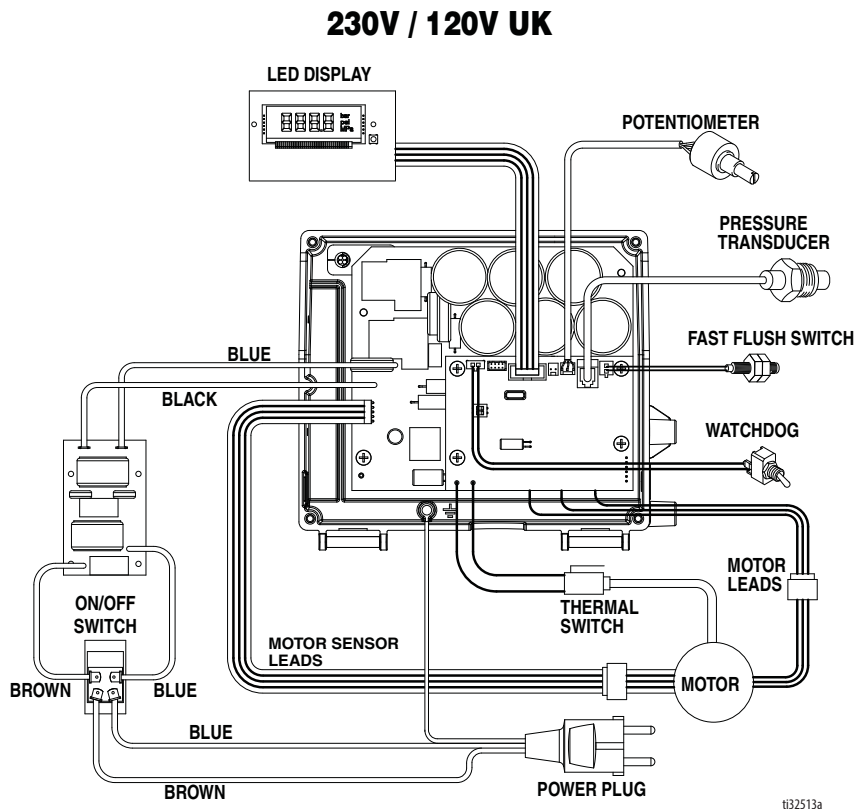 230V / 120V UK
LED DISPLAY
POTENTIOMETER
PRESSURE
TRANSDUCER
FAST FLUSH SWITCH
BLUE
BLACK
WATCHDOG
MOTOR
LEADS
ON/OFF
SWITCH
THERMAL
SWITCH
MOTOR SENSOR
LEADS
BROWN
BLUE
MOTOR
BLUE
BROWN
POWER PLUG
ti32513a